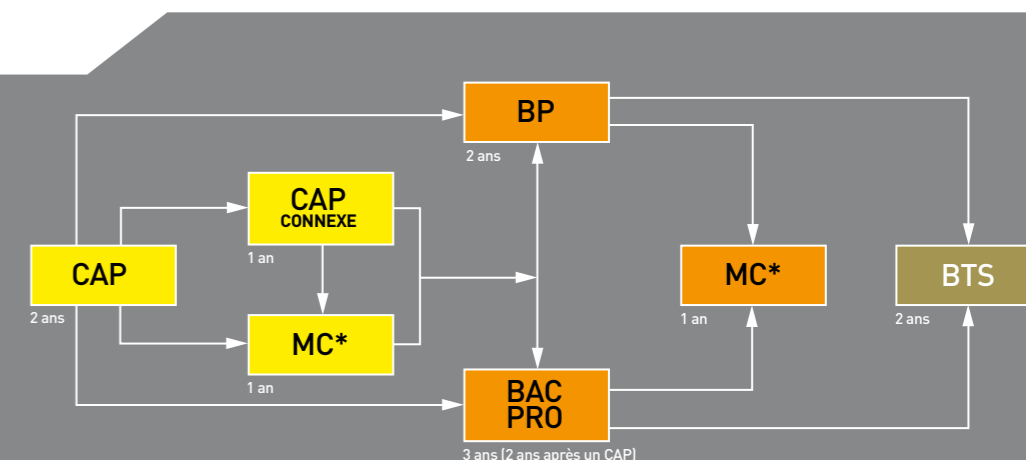 BP
2 ans
CAP
CONNEXE
1 an
CAP
2 ans
MC*
1 an
MC*
1 an
BTS
2 ans
BAC
PRO
3 ans (2 ans après un CAP)